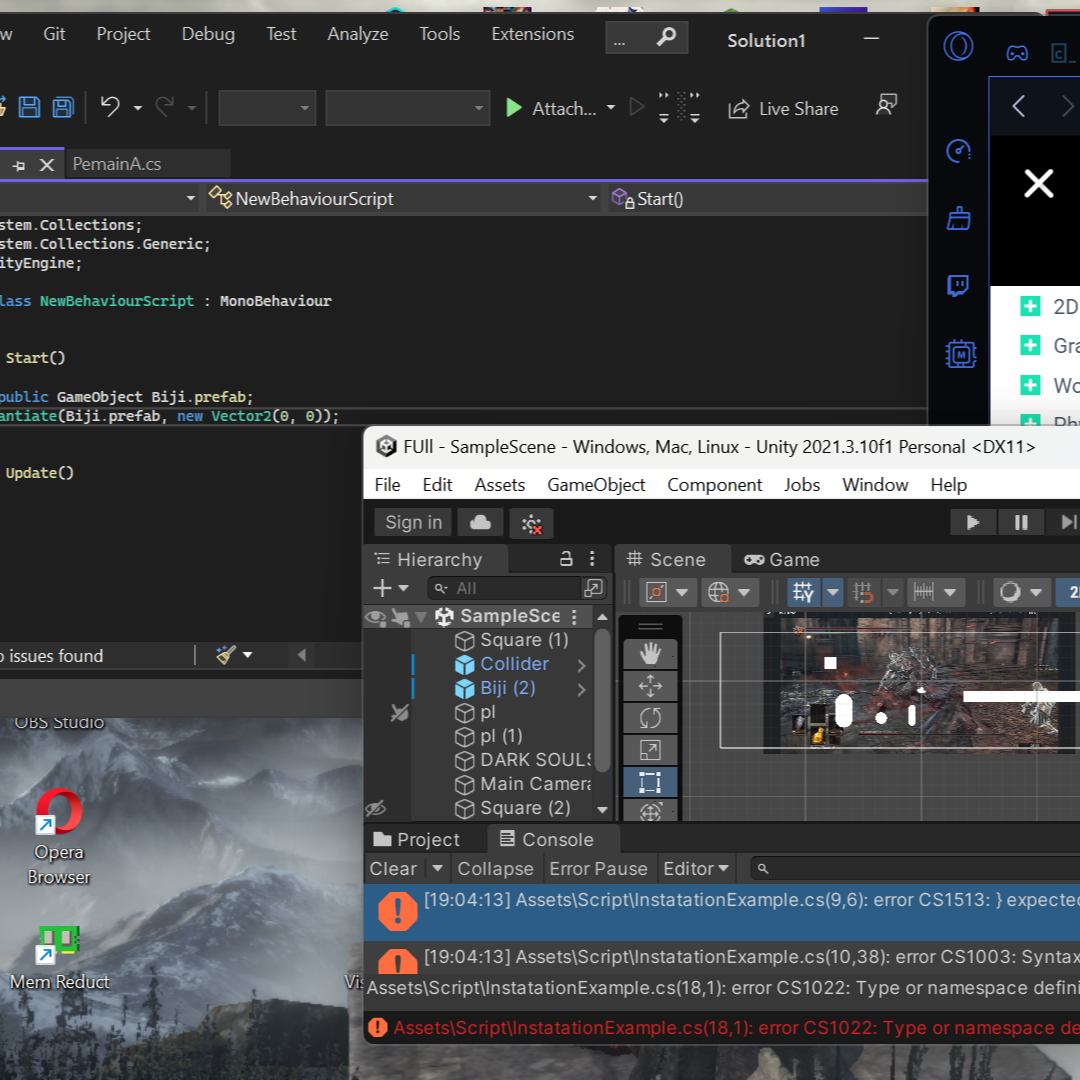 w Git Project Debug Test Analyze Tools Extensions ... Solution1
Attach... Live Share
PemainA.cs
NewBehaviourScript Start()
stem.Collections;
stem.Collections.Generic;
ityEngine;
lass NewBehaviourScript : MonoBehaviour
Start()
public GameObject Biji.prefab;
antiate(Biji.prefab, new Vector2(0, 0));
Update()
o issues found
2D
Gra
Wo
FUll - SampleScene - Windows, Mac, Linux - Unity 2021.3.10f1 Personal <DX11>
File Edit Assets GameObject Component Jobs Window Help
Sign in
Hierarchy
Scene Game
All
SampleSce
Square (1)
Collider
Biji (2)
pl
pl (1)
DARK SOULS
Main Camera
Square (2)
Project Console
Clear Collapse Error Pause Editor
[19:04:13] Assets\Script\InstatationExample.cs(9,6): error CS1513: } expected
[19:04:13] Assets\Script\InstatationExample.cs(10,38): error CS1003: Syntax
Assets\Script\InstatationExample.cs(18,1): error CS1022: Type or namespace defini
Assets\Script\InstatationExample.cs(18,1): error CS1022: Type or namespace de
OBS Studio
Opera
Browser
Mem Reduct
Vis